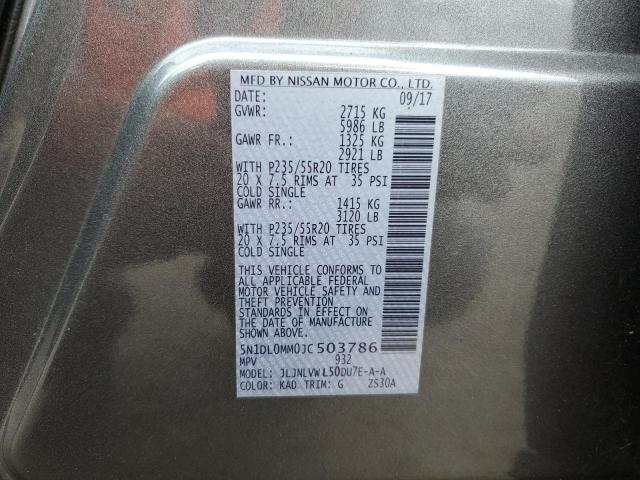 MFD BY NISSAN MOTOR CO., LTD.
DATE: 09/17
GVWR: 2715 KG
5986 LB
GAWR FR.: 1325 KG
2921 LB
WITH P235/55R20 TIRES
20 X 7.5 RIMS AT 35 PSI
COLD SINGLE
GAWR RR.: 1415 KG
3120 LB
WITH P235/55R20 TIRES
20 X 7.5 RIMS AT 35 PSI
COLD SINGLE
THIS VEHICLE CONFORMS TO
ALL APPLICABLE FEDERAL
MOTOR VEHICLE SAFETY AND
THEFT PREVENTION
STANDARDS IN EFFECT ON
THE DATE OF MANUFACTURE
SHOWN ABOVE.
5N1DL0MM0JC503786
MPV 932
MODEL: JLJNLVWL50DU7E-A-A
COLOR: KAD TRIM: G ZS30A